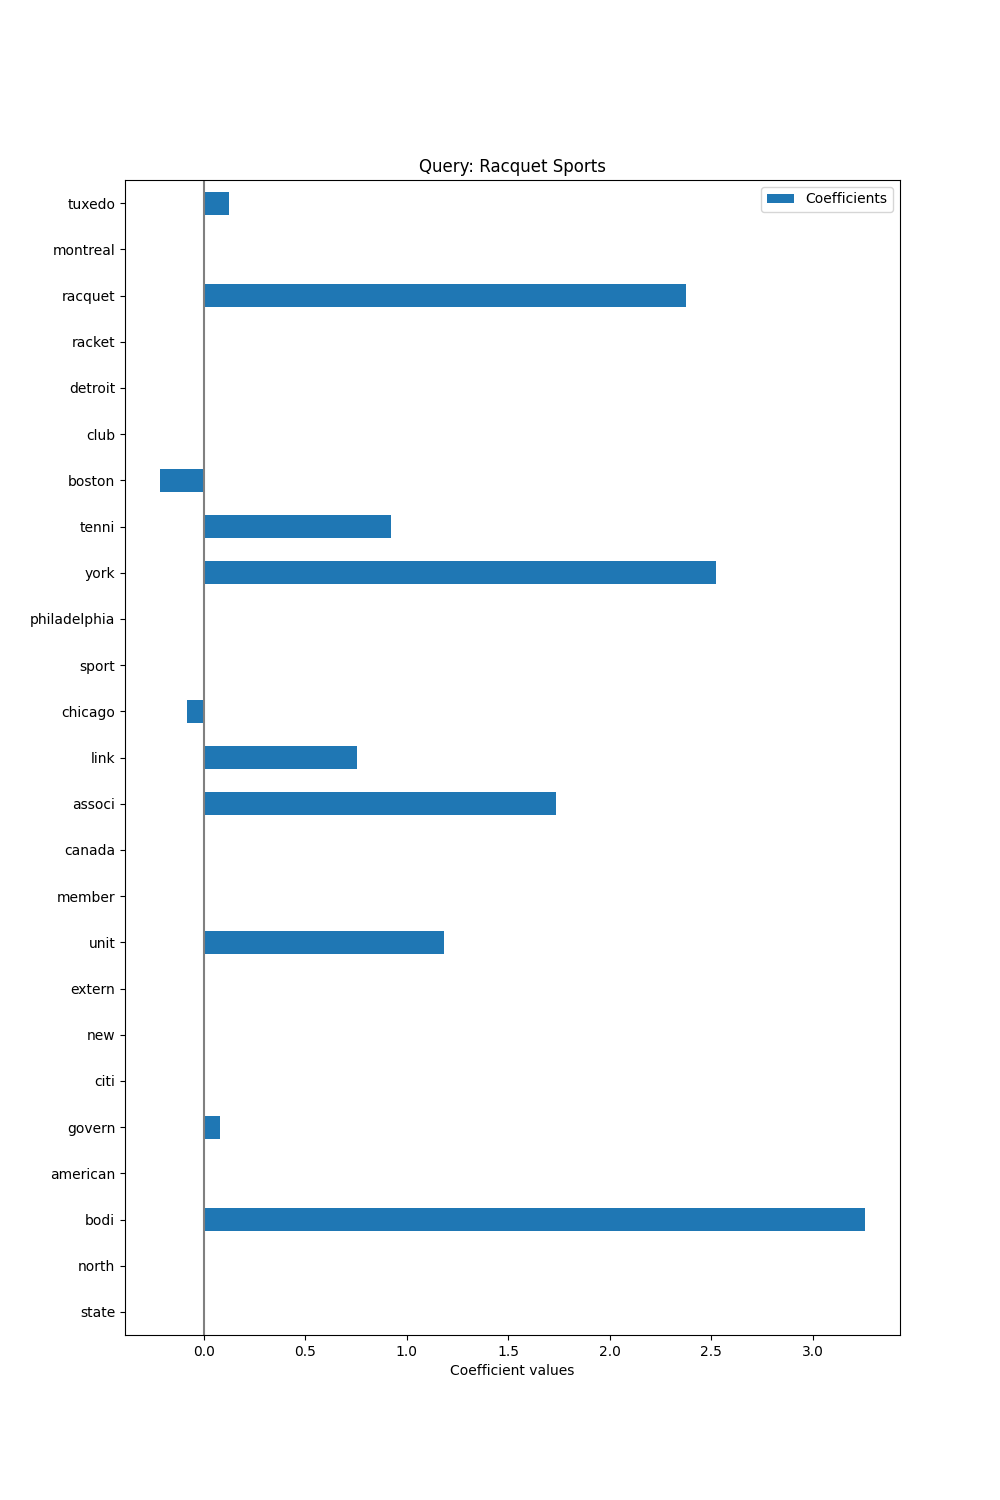 Query: Racquet Sports
Coefficients
tuxedo
montreal
racquet
racket
detroit
club
boston
tenni
york
philadelphia
sport
chicago
link
associ
canada
member
unit
extern
new
citi
govern
american
bodi
north
state
0.0 0.5 1.0 1.5 2.0 2.5 3.0
Coefficient values